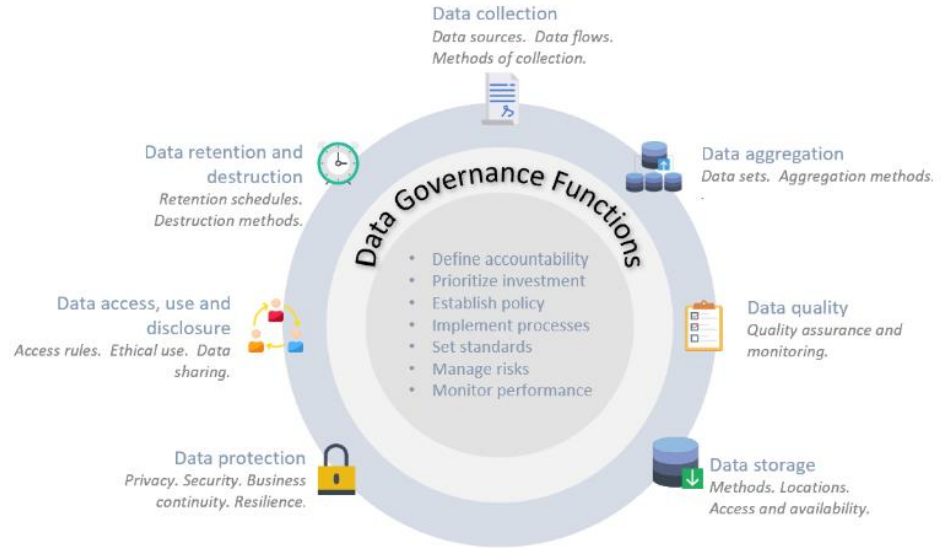 Data collection
Data sources. Data flows.
Methods of collection.
Data aggregation
Data sets. Aggregation methods.
.
Data quality
Quality assurance and
monitoring.
Data storage
Methods. Locations.
Access and availability.
Data protection
Privacy. Security. Business
continuity. Resilience.
Data access, use and
disclosure
Access rules. Ethical use. Data
sharing.
Data retention and
destruction
Retention schedules.
Destruction methods.
Data Governance Functions
• Define accountability
• Prioritize investment
• Establish policy
• Implement processes
• Set standards
• Manage risks
• Monitor performance